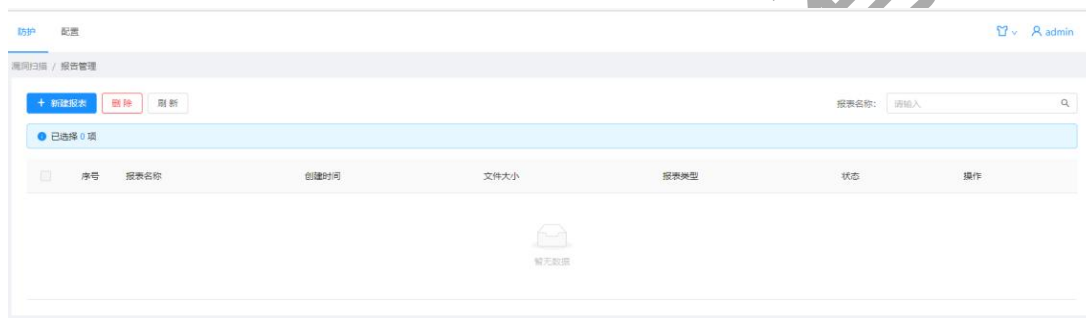 防护 配置 admin
漏洞扫描 / 报告管理
+ 新建报表 删除 刷新 报表名称: 请输入
已选择 0 项
序号 报表名称 创建时间 文件大小 报表类型 状态 操作
暂无数据